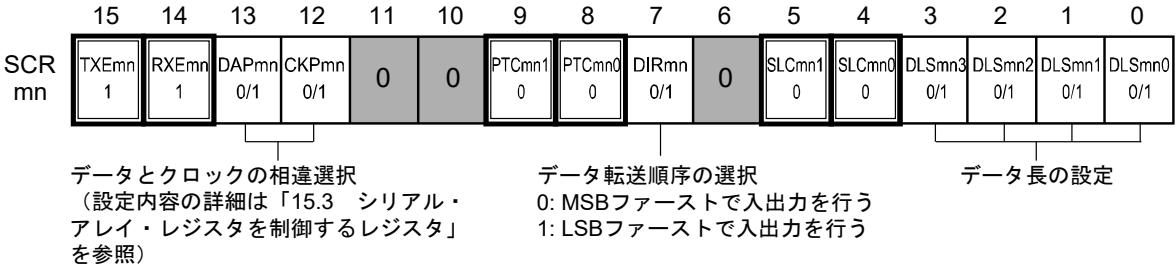 15 14 13 12 11 10 9 8 7 6 5 4 3 2 1 0
SCR
mn
TXEmn RXEmn DAPmn CKPmn 0 0 PTCmn1 PTCmn0 DIRmn 0 SLCmn1 SLCmn0 DLSmn3 DLSmn2 DLSmn1 DLSmn0
1 1 0/1 0/1 0 0 0/1 0 0 0/1 0/1 0/1 0/1
データとクロックの相違選択
（設定内容の詳細は「15.3 シリアル・
アレイ・レジスタを制御するレジスタ」
を参照）
データ転送順序の選択
0: MSBファーストで入出力を行う
1: LSBファーストで入出力を行う
データ長の設定